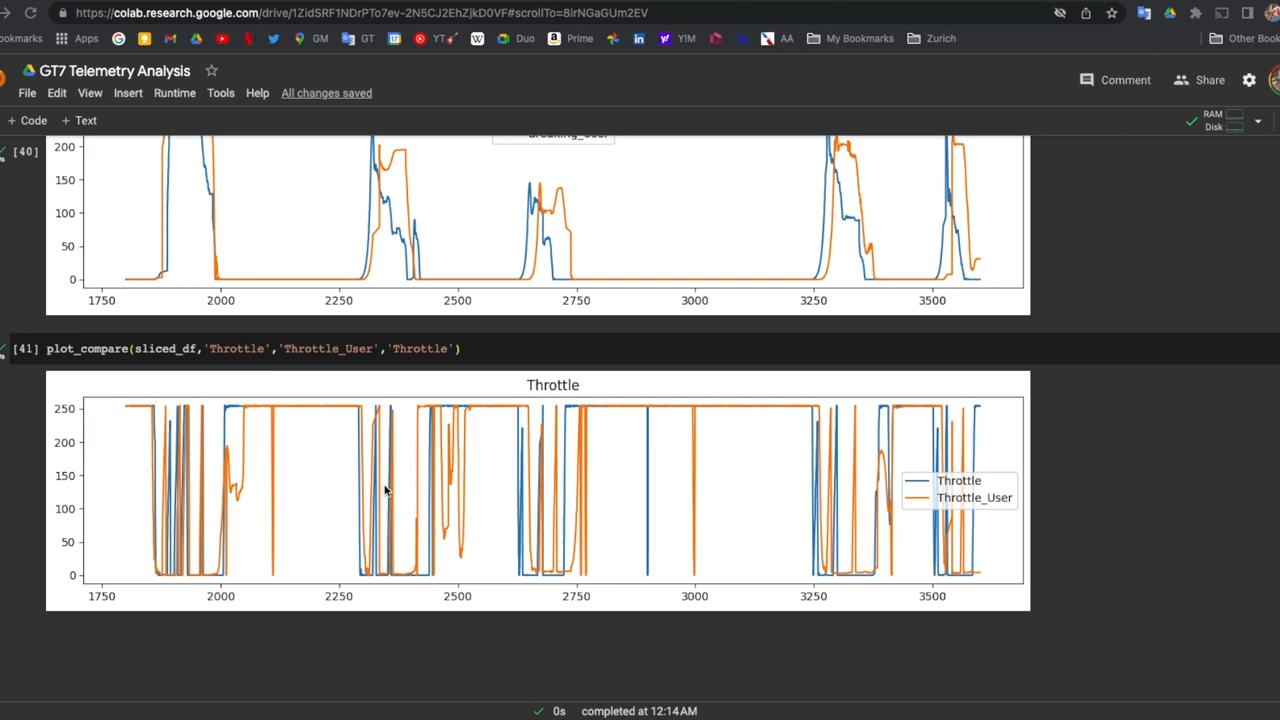 https://colab.research.google.com/drive/1ZidSRF1NDrPTo7ev-2N5CJ2EhZjkD0VF#scrollTo=8irNGaGUm2EV
ookmarks Apps GM GT YT Duo Prime Y!M AA My Bookmarks Zurich Other Book
GT7 Telemetry Analysis
Comment Share
File Edit View Insert Runtime Tools Help All changes saved
+ Code + Text
RAM
Disk
[40]
Breaking_User
200
150
100
50
0
1750 2000 2250 2500 2750 3000 3250 3500
[41] plot_compare(sliced_df,'Throttle','Throttle_User','Throttle')
Throttle
250
200
150
100
50
0
Throttle
Throttle_User
1750 2000 2250 2500 2750 3000 3250 3500
0s completed at 12:14 AM